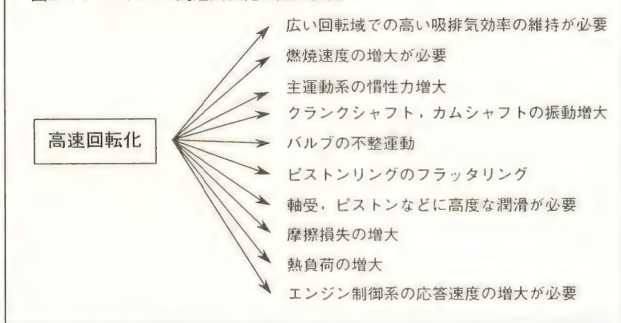 広い回転域での高い吸排気効率の維持が必要
燃焼速度の増大が必要
主運動系の慣性力増大
クランクシャフト，カムシャフトの振動増大
高速回転化
バルブの不整運動
ピストンリングのフラッタリング
軸受，ピストンなどに高度な潤滑が必要
摩擦損失の増大
熱負荷の増大
エンジン制御系の応答速度の増大が必要